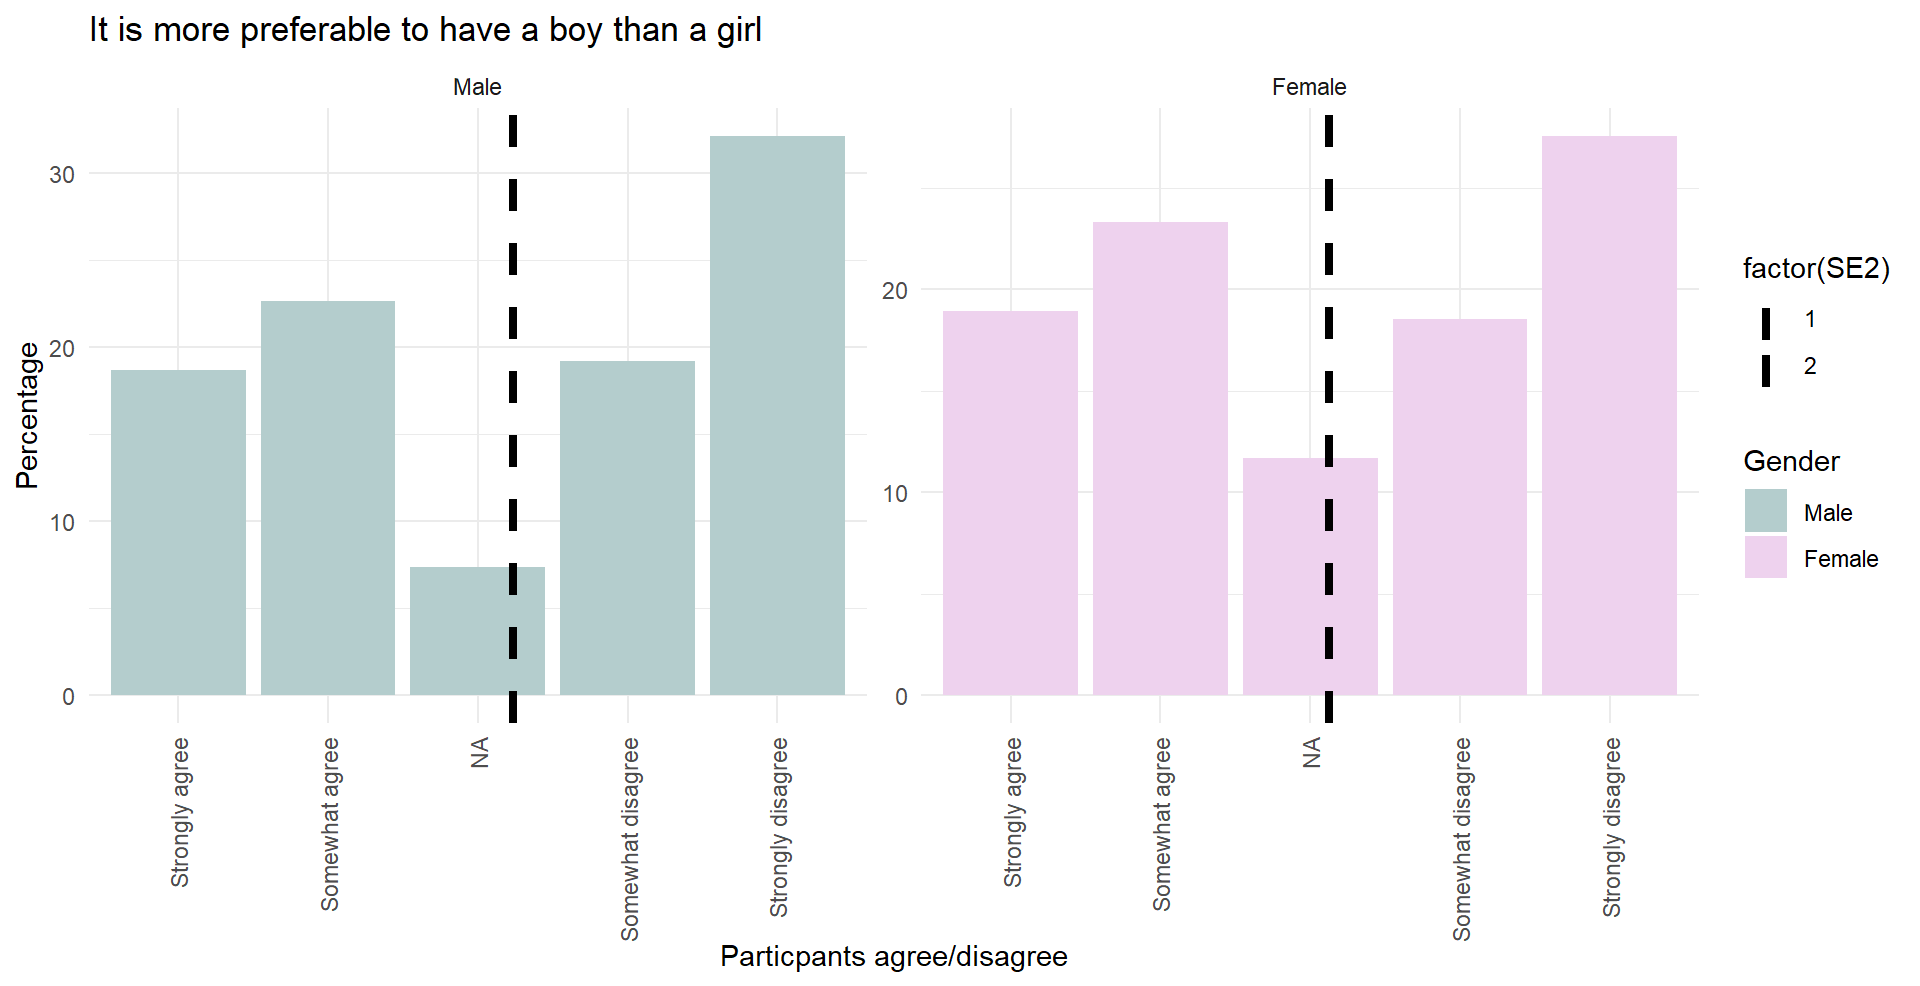 It is more preferable to have a boy than a girl
Male
Female
Percentage
30
20
10
0
20
10
0
Strongly agree
Somewhat agree
NA
Somewhat disagree
Strongly disagree
Strongly agree
Somewhat agree
NA
Somewhat disagree
Strongly disagree
Particpants agree/disagree
factor(SE2)
1
2
Gender
Male
Female